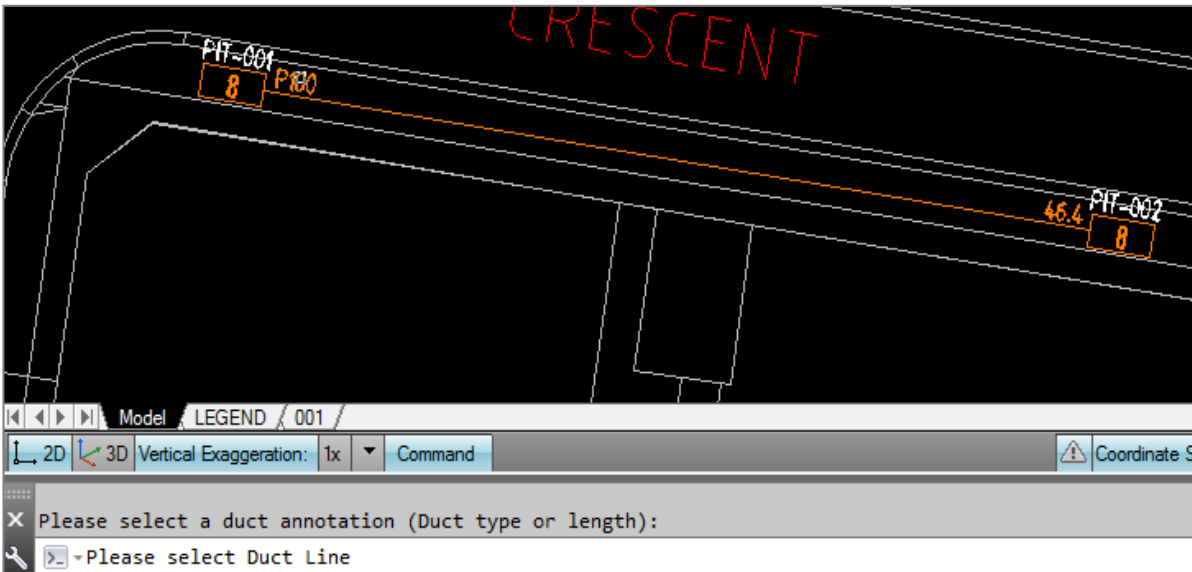 CRESCENT
PIT-001
8
P100
46.4
PIT-002
8
Model
LEGEND
001
2D
3D
Vertical Exaggeration:
1x
Command
Coordinate S
Please select a duct annotation (Duct type or length):
Please select Duct Line